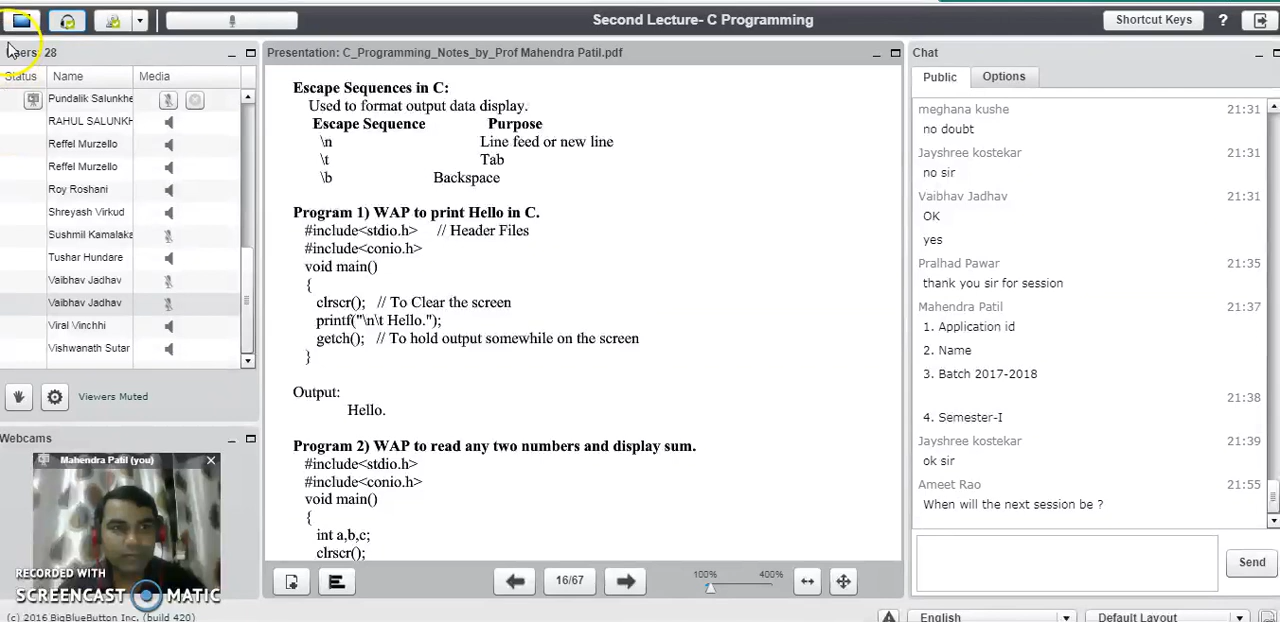 Second Lecture- C Programming
Shortcut Keys
?
ers: 28
Status Name Media
Pundalik Salunkhe
RAHUL SALUNKH
Reffel Murzello
Reffel Murzello
Roy Roshani
Shreyash Virkud
Sushmil Kamalaka
Tushar Hundare
Vaibhav Jadhav
Vaibhav Jadhav
Viral Vinchhi
Vishwanath Sutar
Viewers Muted
Webcams
Mahendra Patil (you)
RECORDED WITH
SCREENCAST MATIC
(c) 2016 BigBlueButton Inc. (build 420)
Presentation: C_Programming_Notes_by_Prof Mahendra Patil.pdf
Escape Sequences in C:
Used to format output data display.
Escape Sequence Purpose
\n Line feed or new line
\t Tab
\b Backspace
Program 1) WAP to print Hello in C.
#include<stdio.h> // Header Files
#include<conio.h>
void main()
{
clrscr(); // To Clear the screen
printf("\n\t Hello.");
getch(); // To hold output somewhile on the screen
}
Output:
Hello.
Program 2) WAP to read any two numbers and display sum.
#include<stdio.h>
#include<conio.h>
void main()
{
int a,b,c;
clrscr();
16/67
100% 400%
Chat
Public Options
meghana kushe 21:31
no doubt
Jayshree kostekar 21:31
no sir
Vaibhav Jadhav 21:31
OK
yes
Pralhad Pawar 21:35
thank you sir for session
Mahendra Patil 21:37
1. Application id
2. Name
3. Batch 2017-2018
21:38
4. Semester-I
Jayshree kostekar 21:39
ok sir
Ameet Rao 21:55
When will the next session be ?
Send
English
Default Layout